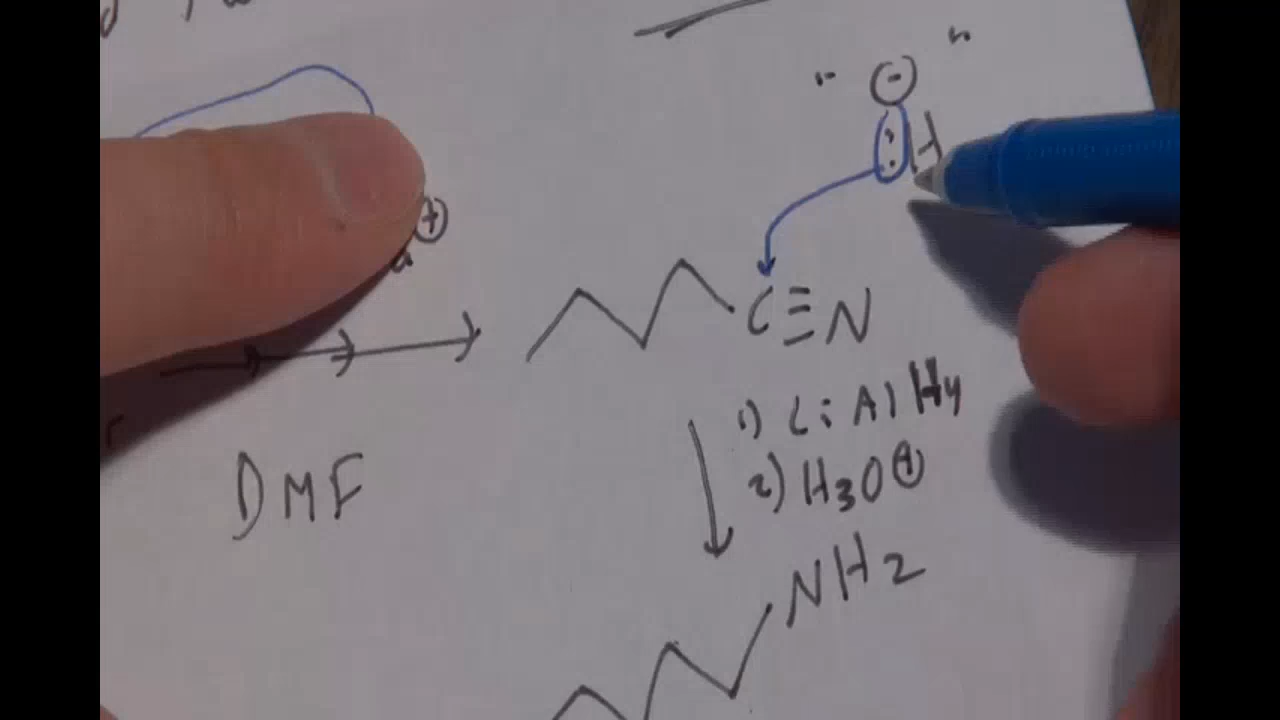 " ⊖ "
:H
⊕
C≡N
1) LiAlH4
2) H3O⊕
DMF
NH2